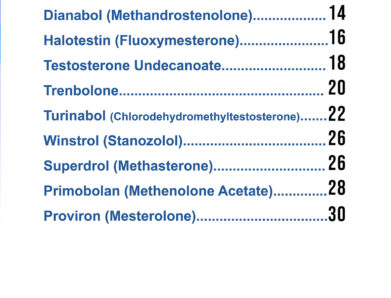 Dianabol (Methandrostenolone)................... 14
Halotestin (Fluoxymesterone).......................16
Testosterone Undecanoate........................... 18
Trenbolone..................................................... 20
Turinabol (Chlorodehydromethyltestosterone).......22
Winstrol (Stanozolol)..................................... 26
Superdrol (Methasterone)............................. 26
Primobolan (Methenolone Acetate)..............28
Proviron (Mesterolone)..................................30